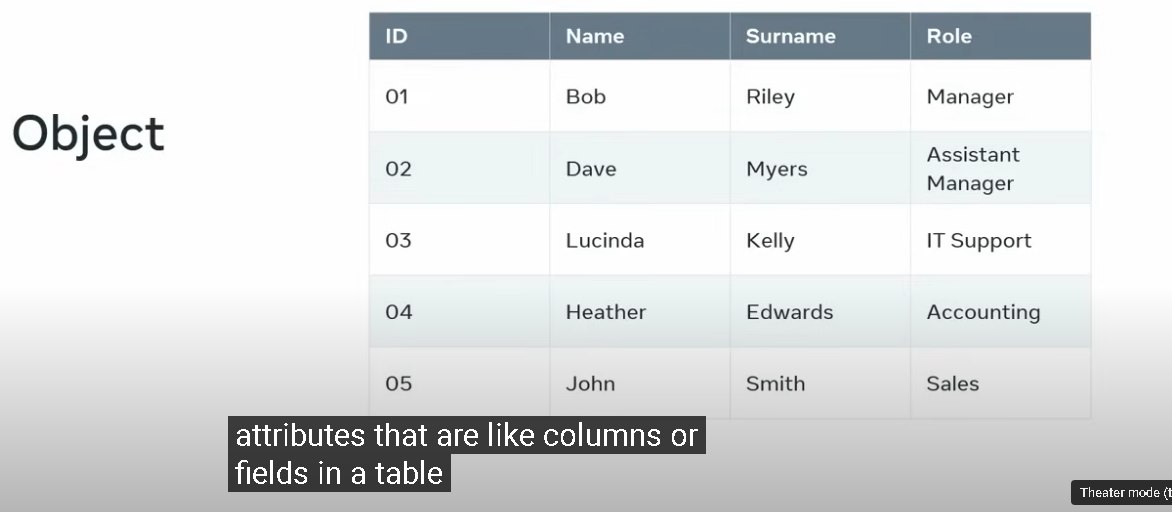 Object
ID Name Surname Role
01 Bob Riley Manager
02 Dave Myers Assistant
Manager
03 Lucinda Kelly IT Support
04 Heather Edwards Accounting
05 John Smith Sales
attributes that are like columns or
fields in a table
Theater mode (t